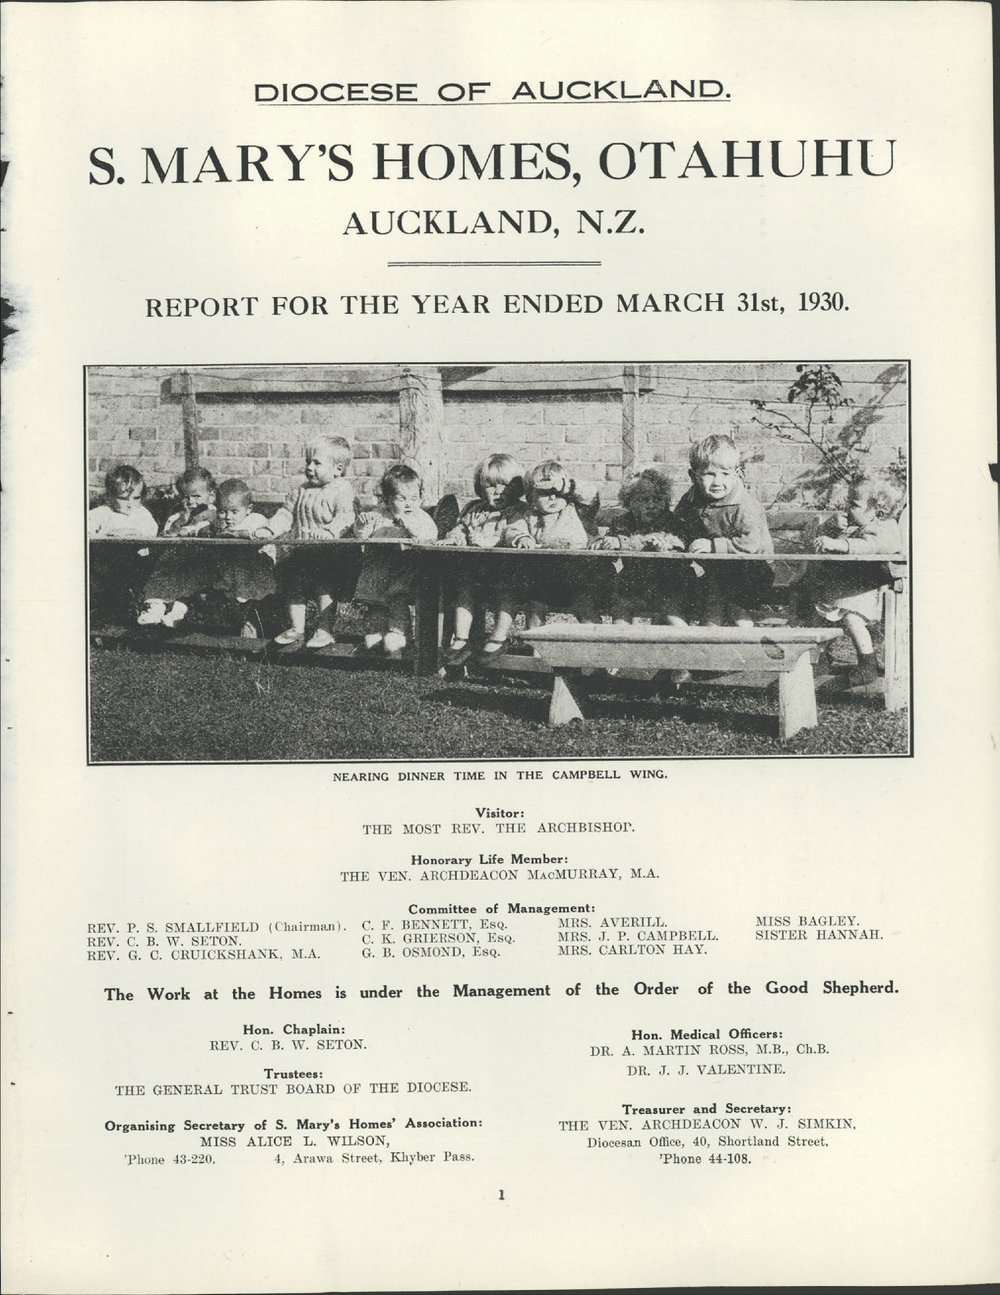 DIOCESE OF AUCKLAND.
S. MARY'S HOMES, OTAHUHU
AUCKLAND, N.Z.
REPORT FOR THE YEAR ENDED MARCH 31st, 1930.
NEARING DINNER TIME IN THE CAMPBELL WING.
Visitor:
THE MOST REV. THE ARCHBISHOP.
Honorary Life Member:
THE VEN. ARCHDEACON MacMURRAY, M.A.
Committee of Management:
REV. P. S. SMALLFIELD (Chairman). C. F. BENNETT, Esq. MRS. AVERILL. MISS BAGLEY.
REV. C. B. W. SETON. C. K. GRIERSON, Esq. MRS. J. P. CAMPBELL. SISTER HANNAH.
REV. G. C. CRUICKSHANK, M.A. G. B. OSMOND, Esq. MRS. CARLTON HAY.
The Work at the Homes is under the Management of the Order of the Good Shepherd.
Hon. Chaplain:
REV. C. B. W. SETON.
Trustees:
THE GENERAL TRUST BOARD OF THE DIOCESE.
Organising Secretary of S. Mary's Homes' Association:
MISS ALICE L. WILSON,
'Phone 43-220. 4, Arawa Street, Khyber Pass.
Hon. Medical Officers:
DR. A. MARTIN ROSS, M.B., Ch.B.
DR. J. J. VALENTINE.
Treasurer and Secretary:
THE VEN. ARCHDEACON W. J. SIMKIN,
Diocesan Office, 40, Shortland Street.
'Phone 44-108.
1